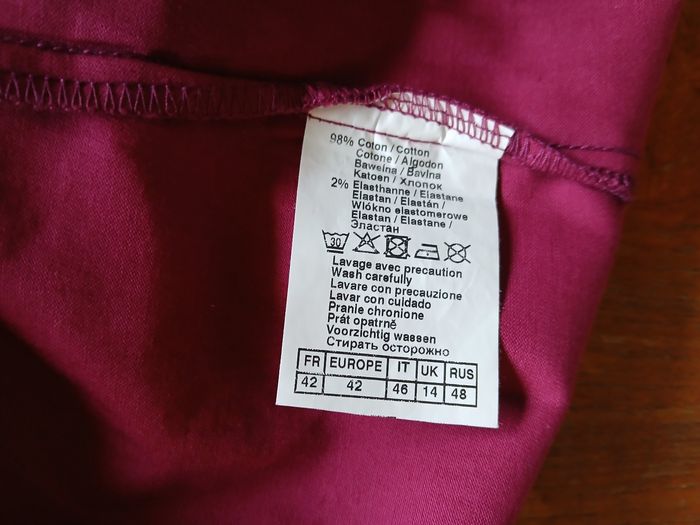 98% Coton / Cotton
Cotone / Algodon
Bawełna / Bavlna
Katoen / Хлопок
2% Elasthanne / Elastane
Elastan / Elastán /
Włókno elastomerowe
Elastan / Elastane /
Эластан
30
Lavage avec precaution
Wash carefully
Lavare con precauzione
Lavar con cuidado
Pranie chronione
Prát opatrně
Voorzichtig wassen
Стирать осторожно
FR EUROPE IT UK RUS
42 42 46 14 48